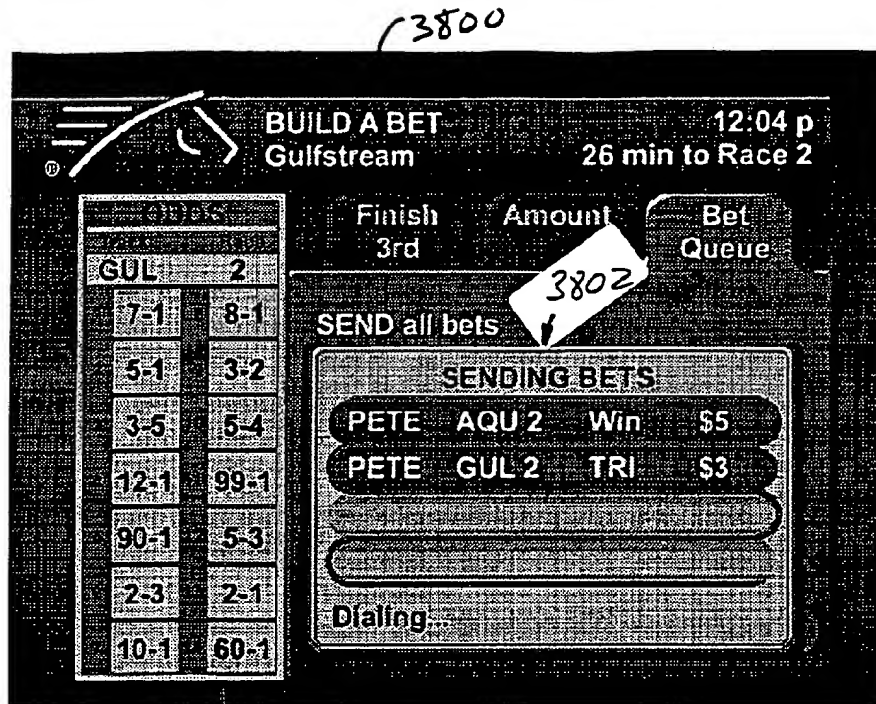 3800
BUILD A BET 12:04 p
Gulfstream 26 min to Race 2
®
ODDS
Finish Amount Bet
3rd Queue
GUL 2
3802
7-1 8-1
SEND all bets
5-1 3-2
SENDING BETS
3-5 5-4
PETE AQU 2 Win $5
12-1 99-1
PETE GUL 2 TRI $3
90-1 5-3
2-3 2-1
Dialing...
10-1 60-1